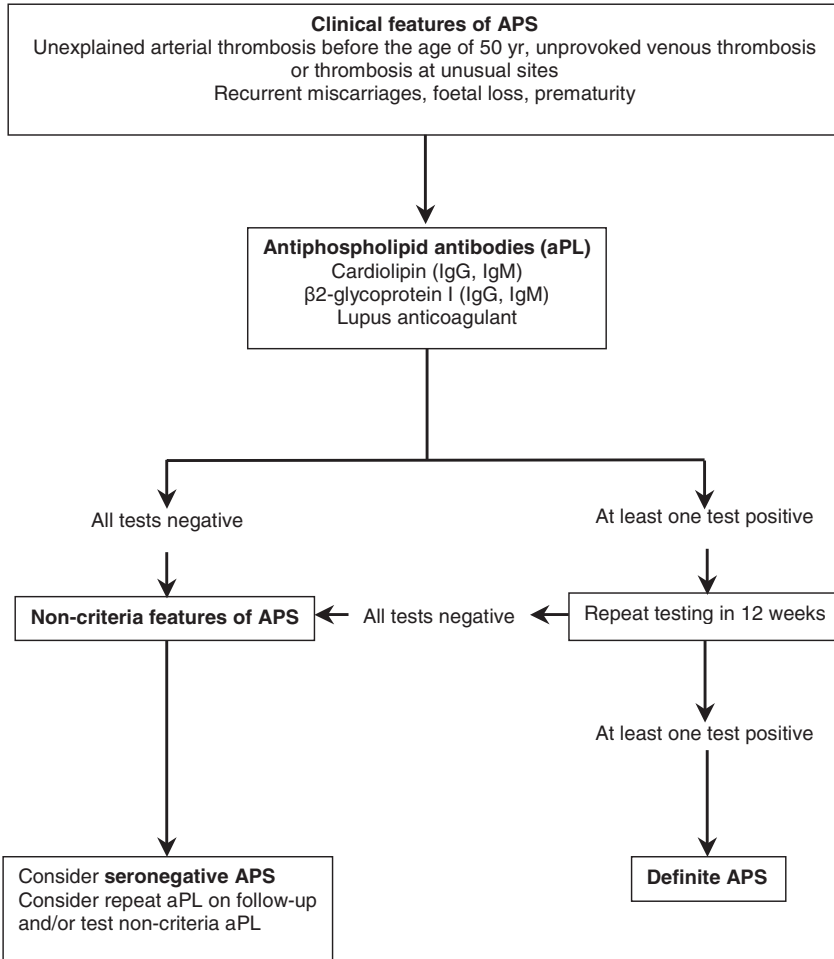 Clinical features of APS
Unexplained arterial thrombosis before the age of 50 yr, unprovoked venous thrombosis
or thrombosis at unusual sites
Recurrent miscarriages, foetal loss, prematurity
Antiphospholipid antibodies (aPL)
Cardiolipin (IgG, IgM)
β2-glycoprotein I (IgG, IgM)
Lupus anticoagulant
All tests negative
At least one test positive
Non-criteria features of APS
All tests negative
Repeat testing in 12 weeks
At least one test positive
Consider seronegative APS
Consider repeat aPL on follow-up
and/or test non-criteria aPL
Definite APS